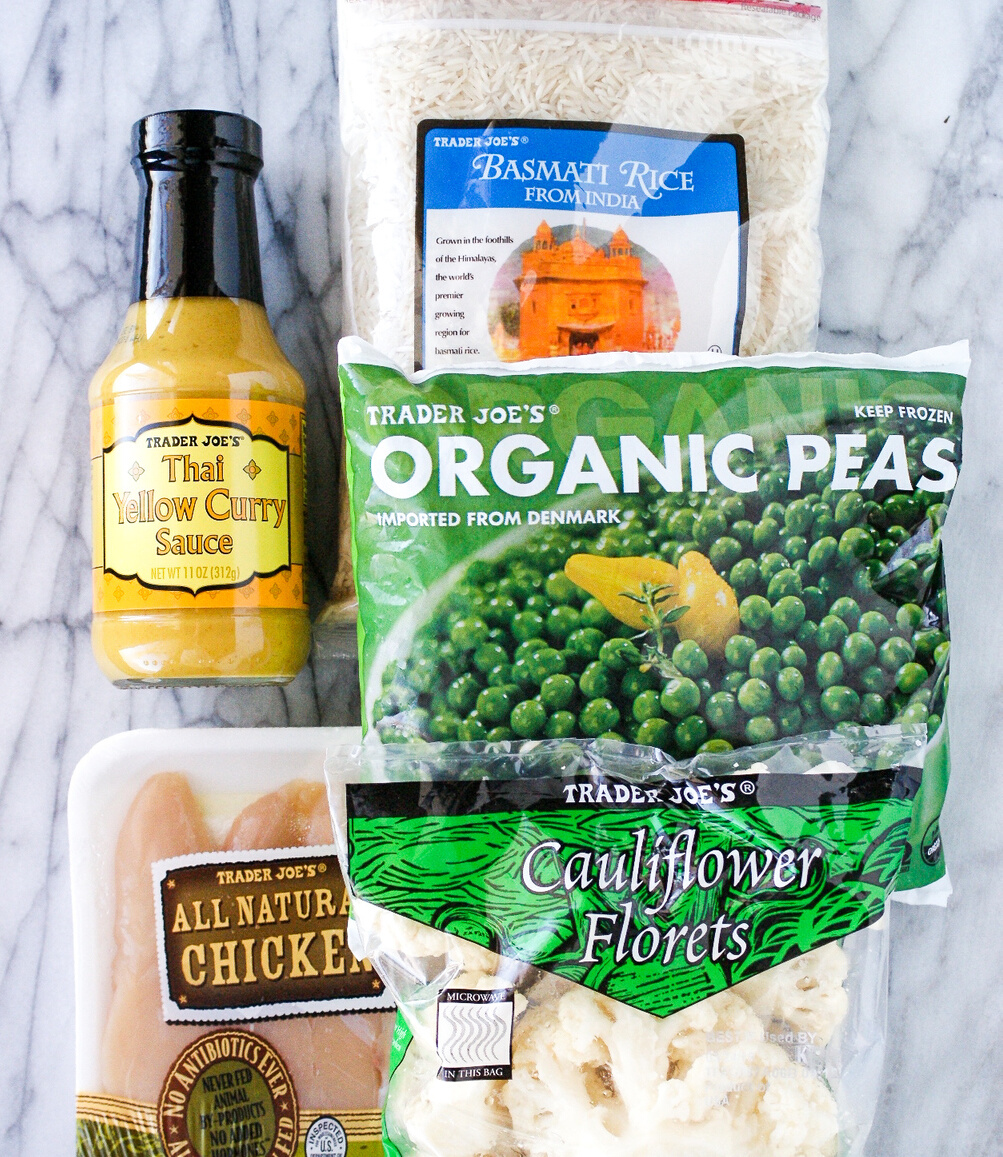 TRADER JOE'S®
BASMATI RICE
FROM INDIA
Grown in the foothills
of the Himalayas,
the world's
premier
growing
region for
basmati rice.
TRADER JOE'S®
Thai
Yellow Curry
Sauce
NET WT 11 OZ (312g)
ORGANIC
TRADER JOE'S®
KEEP FROZEN
ORGANIC PEAS
IMPORTED FROM DENMARK
TRADER JOE'S®
Cauliflower
Florets
MICROWAVE
IN THIS BAG
TRADER JOE'S®
ALL NATURA
CHICKEN
NO ANTIBIOTICS EVER
NEVER FED
ANIMAL
BY-PRODUCTS
NO ADDED
HORMONES
INSPECTED
U.S.